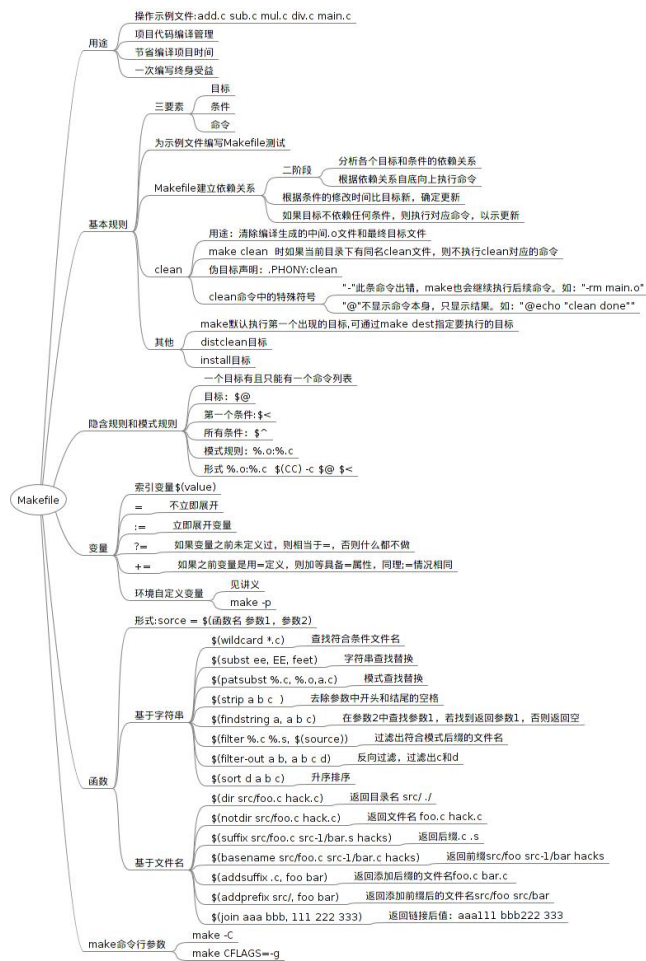 操作示例文件:add.c sub.c mul.c div.c main.c
项目代码编译管理
用途
节省编译项目时间
一次编写终身受益
目标
三要素
条件
命令
为示例文件编写Makefile测试
分析各个目标和条件的依赖关系
二阶段
根据依赖关系自底向上执行命令
Makefile建立依赖关系
根据条件的修改时间比目标新，确定更新
如果目标不依赖任何条件，则执行对应命令，以示更新
基本规则
用途：清除编译生成的中间.o文件和最终目标文件
make clean  时如果当前目录下有同名clean文件，则不执行clean对应的命令
clean
伪目标声明：.PHONY:clean
"-"此条命令出错，make也会继续执行后续命令。如："-rm main.o"
clean命令中的特殊符号
"@"不显示命令本身，只显示结果。如："@echo "clean done""
make默认执行第一个出现的目标,可通过make dest指定要执行的目标
其他
distclean目标
install目标
一个目标有且只能有一个命令列表
目标：$@
第一个条件:$<
隐含规则和模式规则
所有条件：$^
模式规则：%.o:%.c
形式 %.o:%.c  $(CC) -c $@ $<
Makefile
索引变量$(value)
= 不立即展开
:= 立即展开变量
变量
?= 如果变量之前未定义过，则相当于=，否则什么都不做
+= 如果之前变量是用=定义，则加等具备=属性，同理:=情况相同
见讲义
环境自定义变量
make -p
形式:sorce = $(函数名 参数1，参数2)
$(wildcard *.c) 查找符合条件文件名
$(subst ee, EE, feet) 字符串查找替换
$(patsubst %.c, %.o,a.c) 模式查找替换
$(strip a b c  ) 去除参数中开头和结尾的空格
基于字符串
$(findstring a, a b c) 在参数2中查找参数1，若找到返回参数1，否则返回空
$(filter %.c %.s, $(source)) 过滤出符合模式后缀的文件名
$(filter-out a b, a b c d) 反向过滤，过滤出c和d
$(sort d a b c) 升序排序
函数
$(dir src/foo.c hack.c) 返回目录名 src/ ./
$(notdir src/foo.c hack.c) 返回文件名 foo.c hack.c
$(suffix src/foo.c src-1/bar.s hacks) 返回后缀.c .s
基于文件名
$(basename src/foo.c src-1/bar.c hacks) 返回前缀src/foo src-1/bar hacks
$(addsuffix .c, foo bar) 返回添加后缀的文件名foo.c bar.c
$(addprefix src/, foo bar) 返回添加前缀后的文件名src/foo src/bar
$(join aaa bbb, 111 222 333) 返回链接后值：aaa111 bbb222 333
make -C
make命令行参数
make CFLAGS=-g